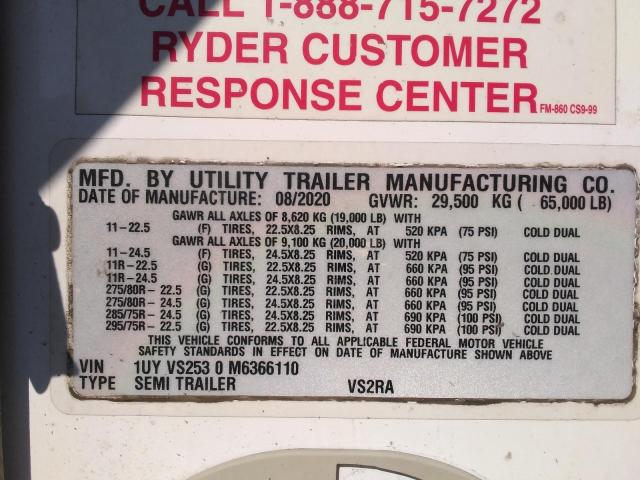 CALL 1-888-715-7272
RYDER CUSTOMER
RESPONSE CENTER FM-860 CS9-99
MFD. BY UTILITY TRAILER MANUFACTURING CO.
DATE OF MANUFACTURE: 08/2020 GVWR: 29,500 KG ( 65,000 LB)
GAWR ALL AXLES OF 8,620 KG (19,000 LB) WITH
11-22.5 (F) TIRES, 22.5X8.25 RIMS, AT 520 KPA (75 PSI) COLD DUAL
GAWR ALL AXLES OF 9,100 KG (20,000 LB) WITH
11-24.5 (F) TIRES, 24.5X8.25 RIMS, AT 520 KPA (75 PSI) COLD DUAL
11R-22.5 (G) TIRES, 22.5X8.25 RIMS, AT 660 KPA (95 PSI) COLD DUAL
11R-24.5 (G) TIRES, 24.5X8.25 RIMS, AT 660 KPA (95 PSI) COLD DUAL
275/80R-22.5 (G) TIRES, 22.5X8.25 RIMS, AT 660 KPA (95 PSI) COLD DUAL
275/80R-24.5 (G) TIRES, 24.5X8.25 RIMS, AT 660 KPA (95 PSI) COLD DUAL
285/75R-24.5 (G) TIRES, 24.5X8.25 RIMS, AT 690 KPA (100 PSI) COLD DUAL
295/75R-22.5 (G) TIRES, 22.5X8.25 RIMS, AT 690 KPA (100 PSI) COLD DUAL
THIS VEHICLE CONFORMS TO ALL APPLICABLE FEDERAL MOTOR VEHICLE
SAFETY STANDARDS IN EFFECT ON DATE OF MANUFACTURE SHOWN ABOVE
VIN 1UY VS253 0 M6366110
TYPE SEMI TRAILER VS2RA